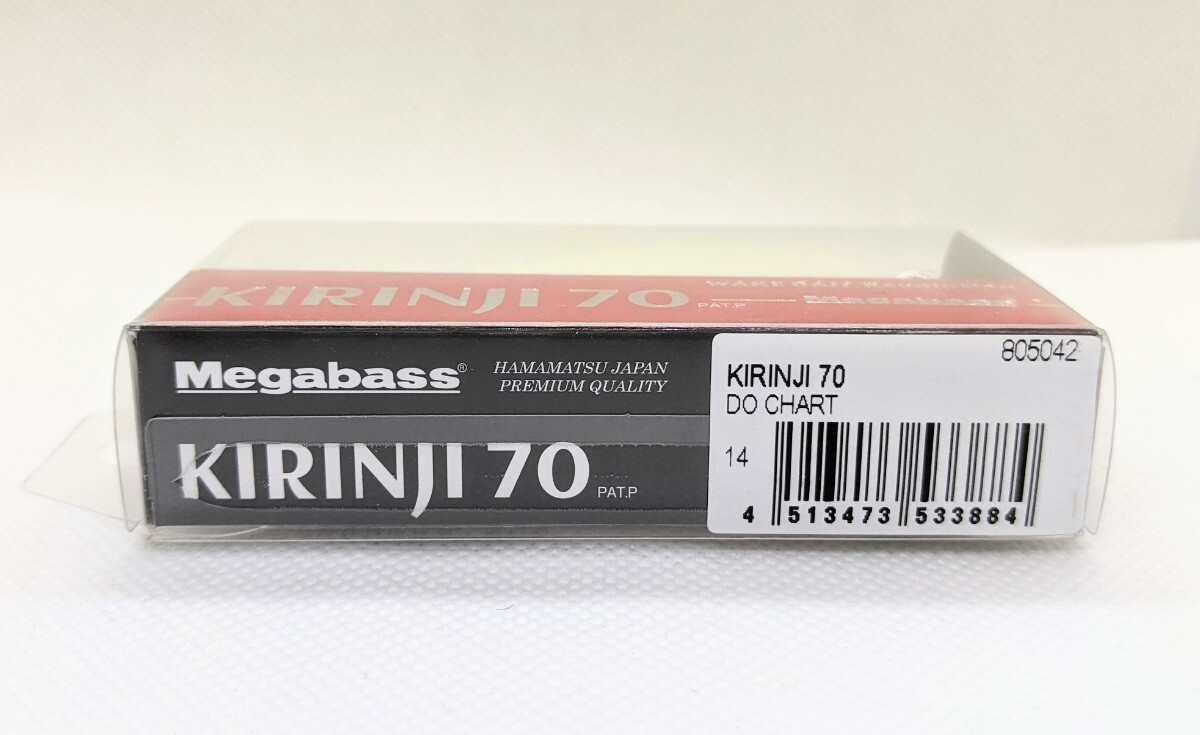 KIRINJI 70 PAT.P
WAKE BAIT Revolution
Megabass
Megabass®
HAMAMATSU JAPAN
PREMIUM QUALITY
KIRINJI 70 PAT.P
805042
KIRINJI 70
DO CHART
14
4 513473 533884